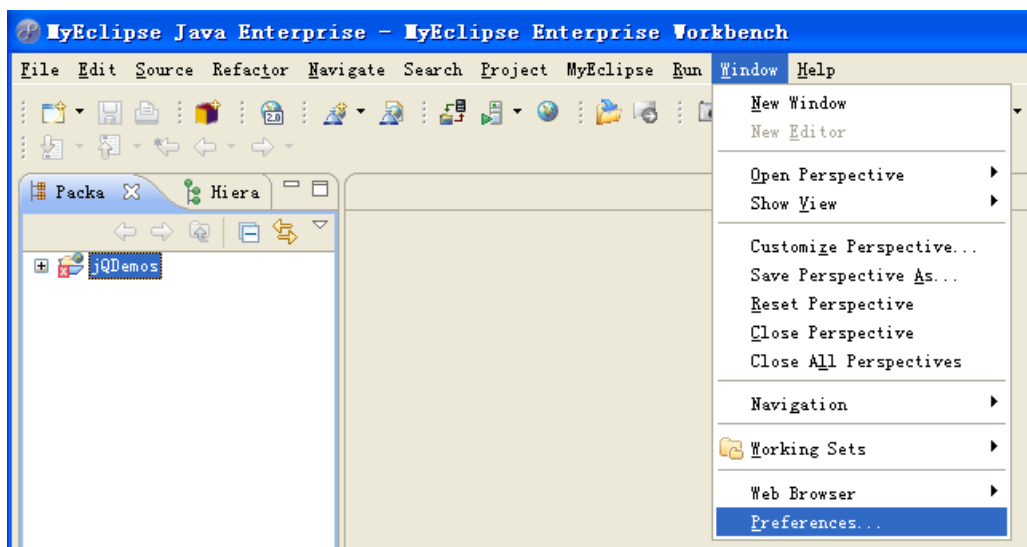 MyEclipse Java Enterprise - MyEclipse Enterprise Workbench
File Edit Source Refactor Navigate Search Project MyEclipse Run Window Help
2.0
New Window
New Editor
Packa Hiera
Open Perspective
Show View
jQDemos
Customize Perspective...
Save Perspective As...
Reset Perspective
Close Perspective
Close All Perspectives
Navigation
Working Sets
Web Browser
Preferences...